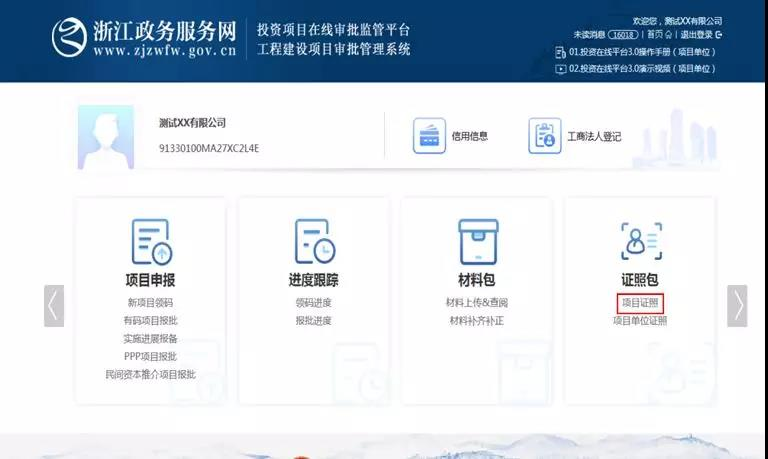 浙江政务服务网
www.zjzwfw.gov.cn
投资项目在线审批监管平台
工程建设项目审批管理系统
欢迎您，测试XX有限公司
未读消息 16018 | 首页 | 退出登录
01.投资在线平台3.0操作手册（项目单位）
02.投资在线平台3.0演示视频（项目单位）
测试XX有限公司
91330100MA27XC2L4E
信用信息
工商法人登记
项目申报
新项目领码
有码项目报批
实施进展报备
PPP项目报批
民间资本推介项目报批
进度跟踪
领码进度
报批进度
材料包
材料上传&查阅
材料补齐补正
证照包
项目证照
项目单位证照